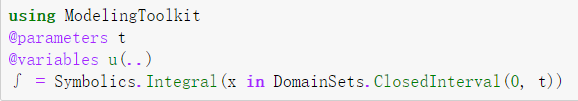 using ModelingToolkit
@parameters t
@variables u(..)
∫ = Symbolics.Integral(x in DomainSets.ClosedInterval(0, t))